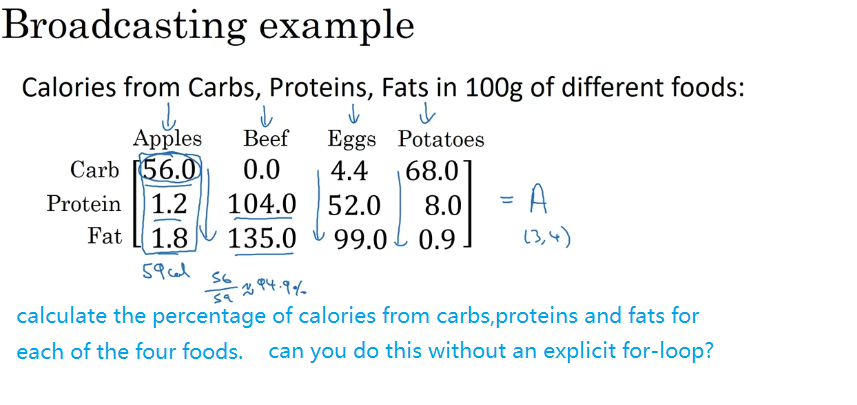 Broadcasting example
Calories from Carbs, Proteins, Fats in 100g of different foods:
Apples Beef Eggs Potatoes
Carb 56.0 0.0 4.4 68.0
Protein 1.2 104.0 52.0 8.0 = A
Fat 1.8 135.0 99.0 0.9 (3,4)
59cal 56/59 ≈ 94.9%
calculate the percentage of calories from carbs,proteins and fats for
each of the four foods. can you do this without an explicit for-loop?